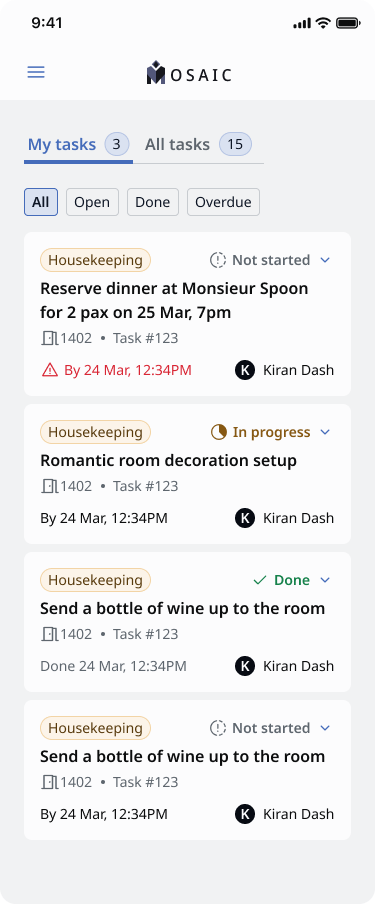 9:41
MOSAIC
My tasks 3 All tasks 15
All Open Done Overdue
Housekeeping Not started
Reserve dinner at Monsieur Spoon
for 2 pax on 25 Mar, 7pm
1402 • Task #123
By 24 Mar, 12:34PM K Kiran Dash
Housekeeping In progress
Romantic room decoration setup
1402 • Task #123
By 24 Mar, 12:34PM K Kiran Dash
Housekeeping Done
Send a bottle of wine up to the room
1402 • Task #123
Done 24 Mar, 12:34PM K Kiran Dash
Housekeeping Not started
Send a bottle of wine up to the room
1402 • Task #123
By 24 Mar, 12:34PM K Kiran Dash